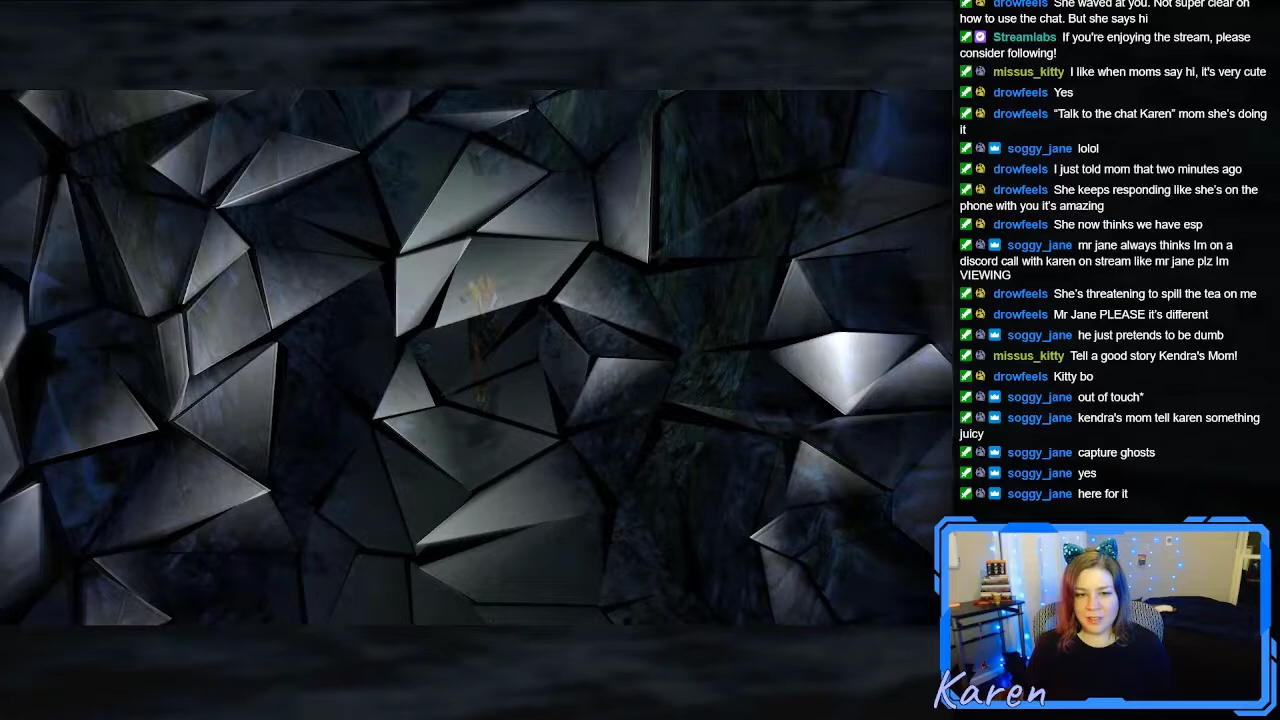 drowfeels She waved at you. Not super clear on
how to use the chat. But she says hi
Streamlabs If you're enjoying the stream, please
consider following!
missus_kitty I like when moms say hi, it's very cute
drowfeels Yes
drowfeels “Talk to the chat Karen” mom she's doing
it
soggy_jane lolol
drowfeels I just told mom that two minutes ago
drowfeels She keeps responding like she's on the
phone with you it's amazing
drowfeels She now thinks we have esp
soggy_jane mr jane always thinks Im on a
discord call with karen on stream like mr jane plz Im
VIEWING
drowfeels She's threatening to spill the tea on me
drowfeels Mr Jane PLEASE it's different
soggy_jane he just pretends to be dumb
missus_kitty Tell a good story Kendra's Mom!
drowfeels Kitty bo
soggy_jane out of touch*
soggy_jane kendra's mom tell karen something
juicy
soggy_jane capture ghosts
soggy_jane yes
soggy_jane here for it
Karen